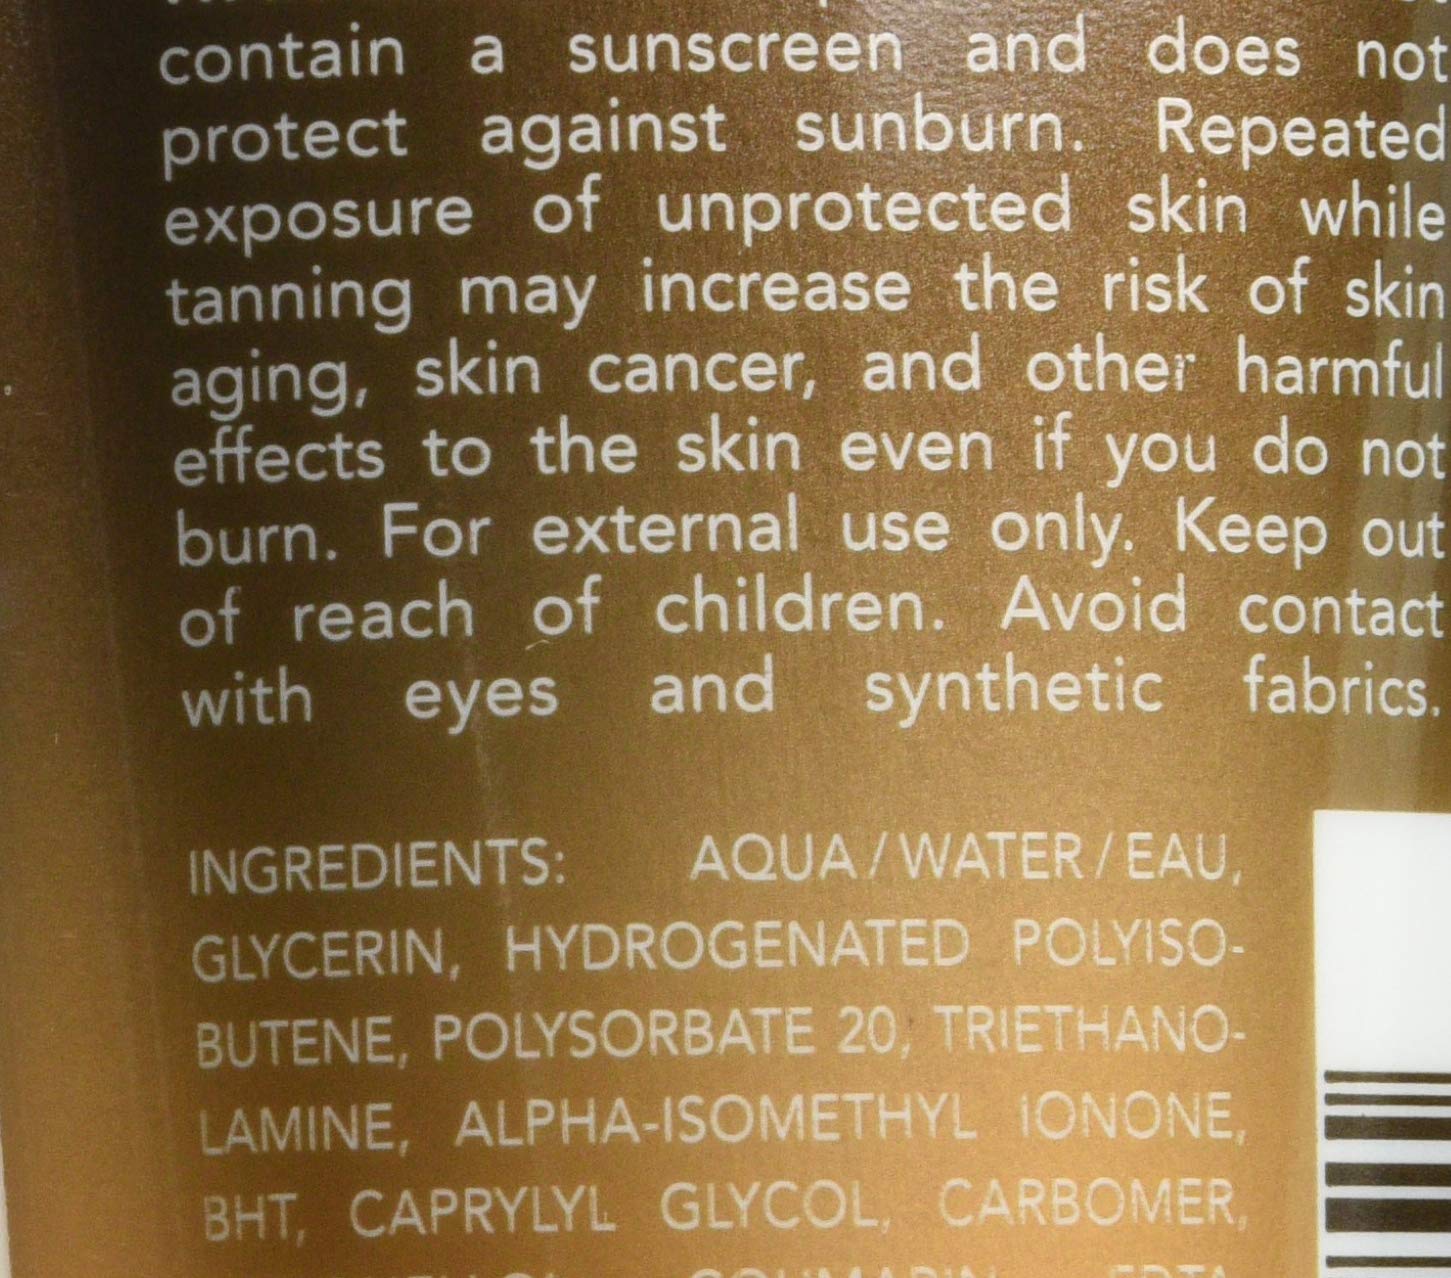 contain a sunscreen and does not
protect against sunburn. Repeated
exposure of unprotected skin while
tanning may increase the risk of skin
aging, skin cancer, and other harmful
effects to the skin even if you do not
burn. For external use only. Keep out
of reach of children. Avoid contact
with eyes and synthetic fabrics.
INGREDIENTS: AQUA/WATER/EAU,
GLYCERIN, HYDROGENATED POLYISO-
BUTENE, POLYSORBATE 20, TRIETHANO-
LAMINE, ALPHA-ISOMETHYL IONONE,
BHT, CAPRYLYL GLYCOL, CARBOMER,
COUMARIN, EDTA